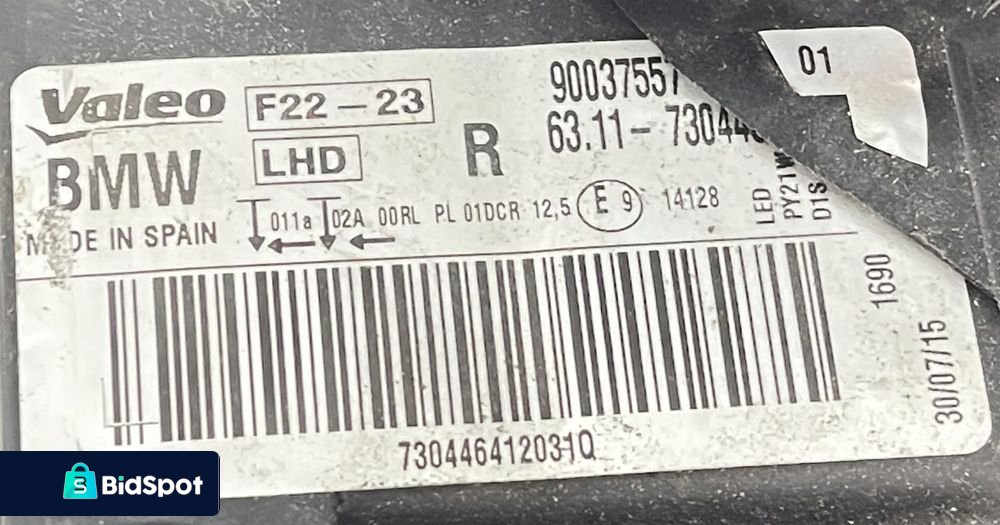 Valeo F22-23 90037557 01
BMW LHD R 63.11-73044
MADE IN SPAIN 011a 02A 00RL PL 01DCR 12,5 E 9 14128
LED
PY21W
D1S
1690
30/07/15
730446412031Q
BidSpot